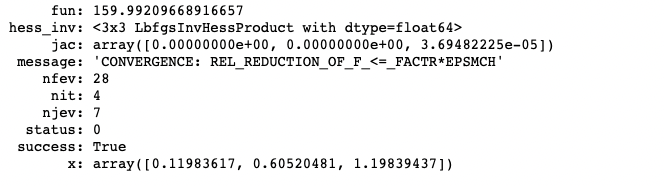 fun: 159.99209668916657
hess_inv: <3x3 LbfgsInvHessProduct with dtype=float64>
jac: array([0.00000000e+00, 0.00000000e+00, 3.69482225e-05])
message: 'CONVERGENCE: REL_REDUCTION_OF_F_<=_FACTR*EPSMCH'
nfev: 28
nit: 4
njev: 7
status: 0
success: True
x: array([0.11983617, 0.60520481, 1.19839437])